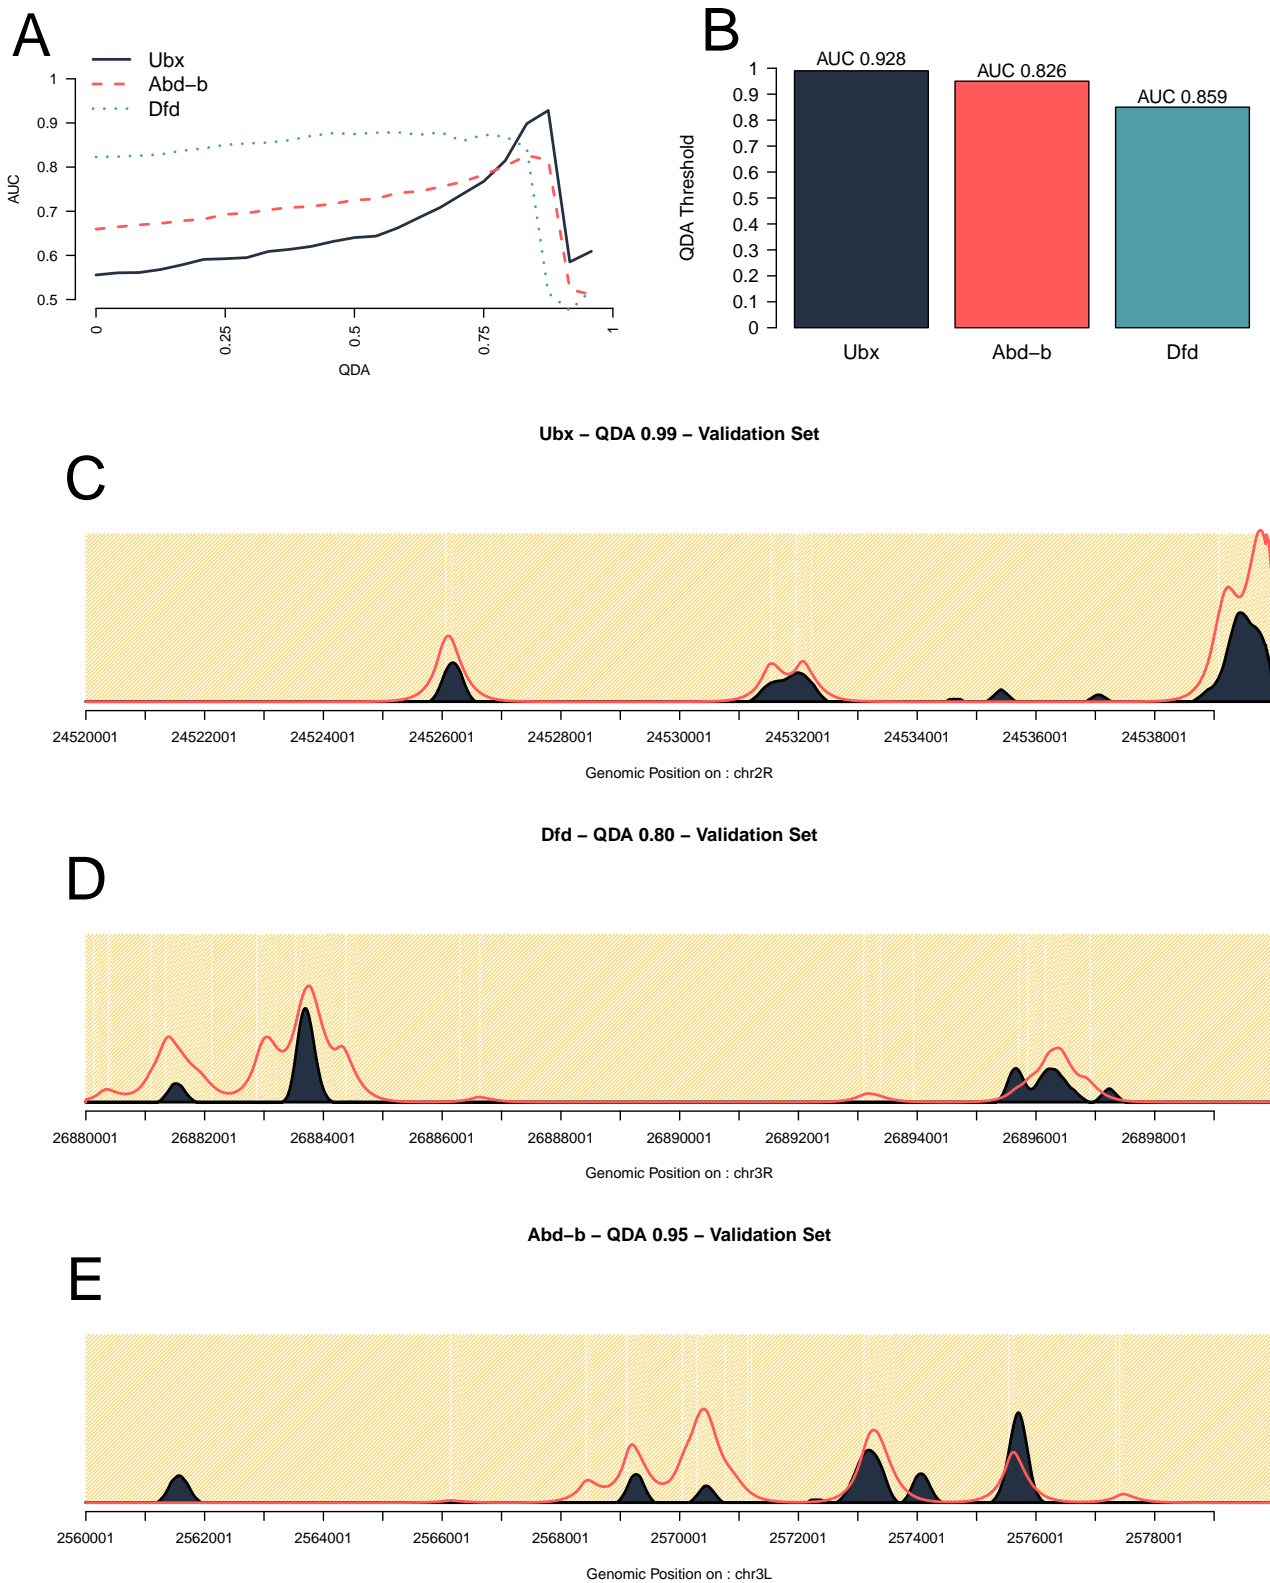 A
Ubx
Abd−b
Dfd
1
0.9
0.8
0.7
0.6
0.5
AUC
0 0.25 0.5 0.75 1
QDA
B
AUC 0.928
AUC 0.826
AUC 0.859
1
0.9
0.8
0.7
0.6
0.5
0.4
0.3
0.2
0.1
0
QDA Threshold
Ubx Abd−b Dfd
Ubx − QDA 0.99 − Validation Set
C
24520001 24522001 24524001 24526001 24528001 24530001 24532001 24534001 24536001 24538001
Genomic Position on : chr2R
Dfd − QDA 0.80 − Validation Set
D
26880001 26882001 26884001 26886001 26888001 26890001 26892001 26894001 26896001 26898001
Genomic Position on : chr3R
Abd−b − QDA 0.95 − Validation Set
E
2560001 2562001 2564001 2566001 2568001 2570001 2572001 2574001 2576001 2578001
Genomic Position on : chr3L